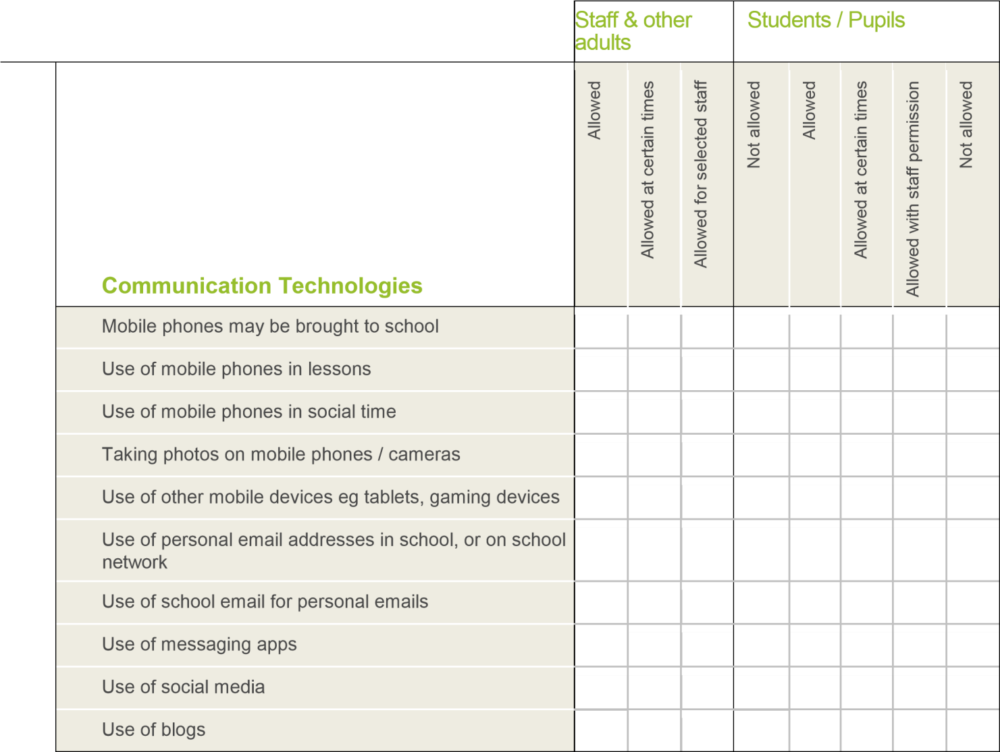 Staff & other
adults
Students / Pupils
Allowed
Allowed at certain times
Allowed for selected staff
Not allowed
Allowed
Allowed at certain times
Allowed with staff permission
Not allowed
Communication Technologies
Mobile phones may be brought to school
Use of mobile phones in lessons
Use of mobile phones in social time
Taking photos on mobile phones / cameras
Use of other mobile devices eg tablets, gaming devices
Use of personal email addresses in school, or on school
network
Use of school email for personal emails
Use of messaging apps
Use of social media
Use of blogs